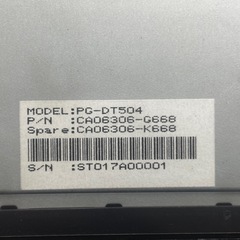 MODEL:PG-DT504
P/N :CA06306-G668
Spare:CA06306-K668
S/N :ST017A00001